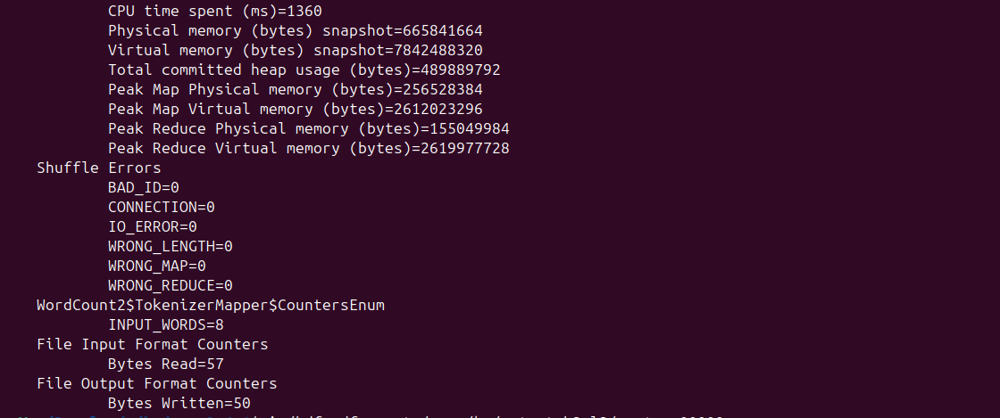 CPU time spent (ms)=1360
Physical memory (bytes) snapshot=665841664
Virtual memory (bytes) snapshot=7842488320
Total committed heap usage (bytes)=489889792
Peak Map Physical memory (bytes)=256528384
Peak Map Virtual memory (bytes)=2612023296
Peak Reduce Physical memory (bytes)=155049984
Peak Reduce Virtual memory (bytes)=2619977728
Shuffle Errors
BAD_ID=0
CONNECTION=0
IO_ERROR=0
WRONG_LENGTH=0
WRONG_MAP=0
WRONG_REDUCE=0
WordCount2$TokenizerMapper$CountersEnum
INPUT_WORDS=8
File Input Format Counters
Bytes Read=57
File Output Format Counters
Bytes Written=50